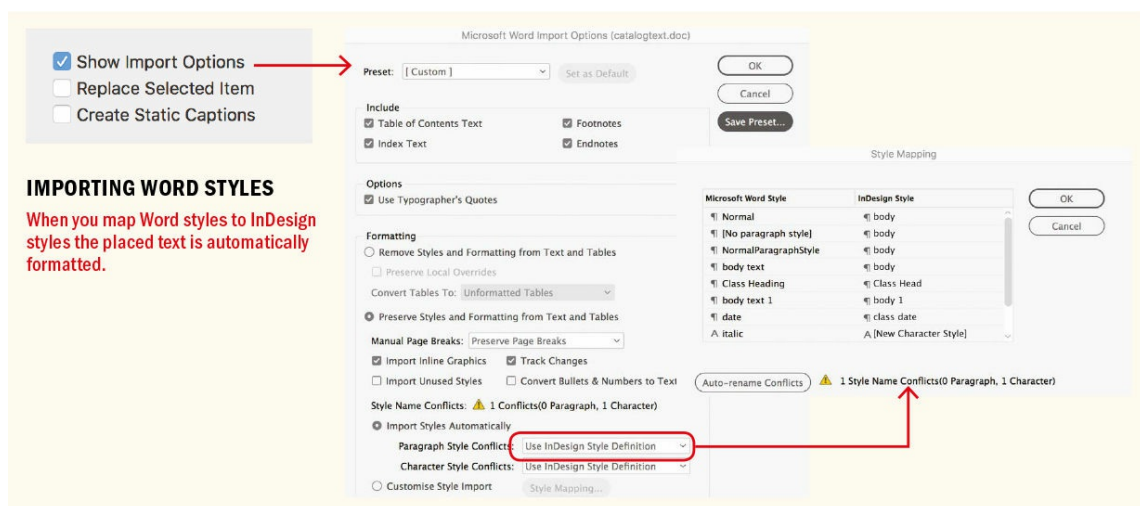 Show Import Options
Replace Selected Item
Create Static Captions
IMPORTING WORD STYLES
When you map Word styles to InDesign
styles the placed text is automatically
formatted.
Microsoft Word Import Options (catalogtext.doc)
Preset: [ Custom ] Set as Default
OK
Cancel
Save Preset...
Include
Table of Contents Text Footnotes
Index Text Endnotes
Options
Use Typographer's Quotes
Formatting
Remove Styles and Formatting from Text and Tables
Preserve Local Overrides
Convert Tables To: Unformatted Tables
Preserve Styles and Formatting from Text and Tables
Manual Page Breaks: Preserve Page Breaks
Import Inline Graphics Track Changes
Import Unused Styles Convert Bullets & Numbers to Text
Style Name Conflicts: 1 Conflicts(0 Paragraph, 1 Character)
Import Styles Automatically
Paragraph Style Conflicts: Use InDesign Style Definition
Character Style Conflicts: Use InDesign Style Definition
Customise Style Import Style Mapping...
Style Mapping
Microsoft Word Style InDesign Style
¶ Normal ¶ body
¶ [No paragraph style] ¶ body
¶ NormalParagraphStyle ¶ body
¶ body text ¶ body
¶ Class Heading ¶ Class Head
¶ body text 1 ¶ body 1
¶ date ¶ class date
A italic A [New Character Style]
OK
Cancel
Auto-rename Conflicts 1 Style Name Conflicts(0 Paragraph, 1 Character)